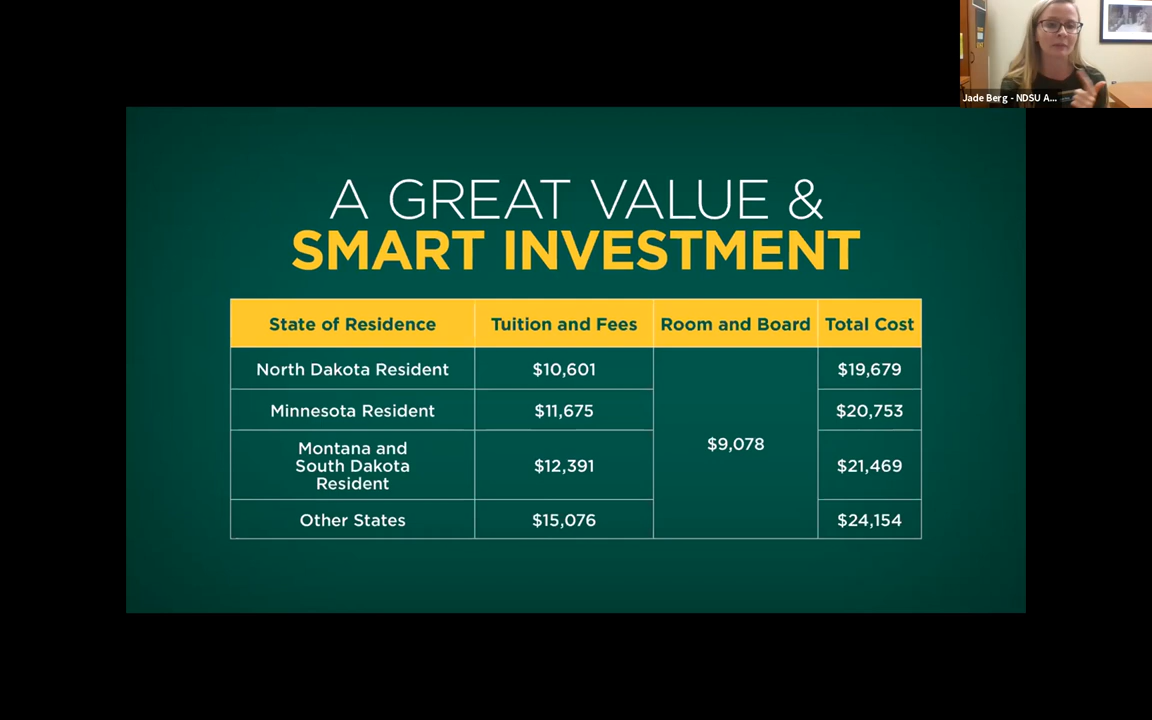 Jade Berg - NDSU A...
A GREAT VALUE &
SMART INVESTMENT
State of Residence Tuition and Fees Room and Board Total Cost
North Dakota Resident $10,601 $19,679
Minnesota Resident $11,675 $20,753
$9,078
Montana and
South Dakota
Resident
$12,391 $21,469
Other States $15,076 $24,154